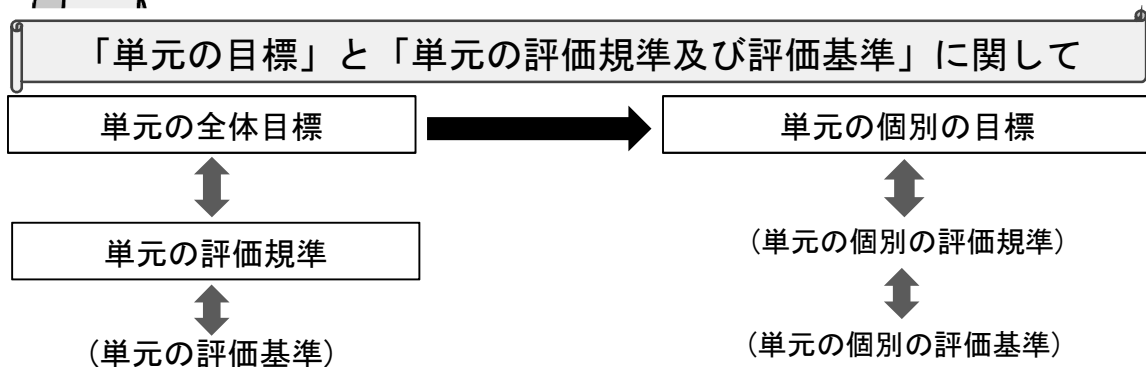 「単元の目標」と「単元の評価規準及び評価基準」に関して
単元の全体目標
単元の個別の目標
単元の評価規準
（単元の個別の評価規準）
（単元の評価基準）
（単元の個別の評価基準）